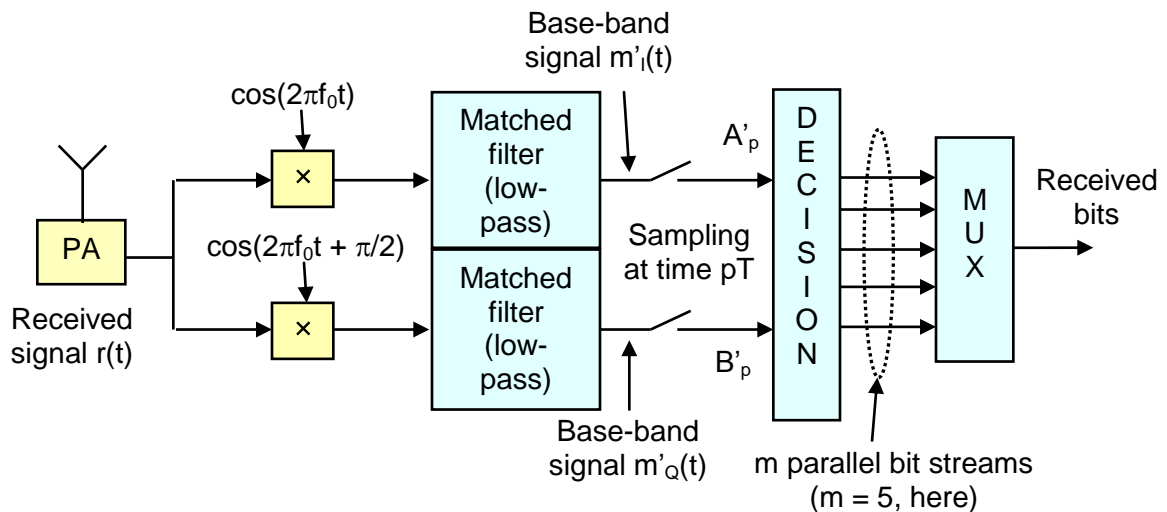 Base-band
signal m'I(t)
cos(2πf0t)
×
Matched
filter
(low-
pass)
A'p
D
E
C
I
S
I
O
N
M
U
X
Received
bits
PA
Received
signal r(t)
cos(2πf0t + π/2)
×
Matched
filter
(low-
pass)
Sampling
at time pT
B'p
Base-band
signal m'Q(t)
m parallel bit streams
(m = 5, here)